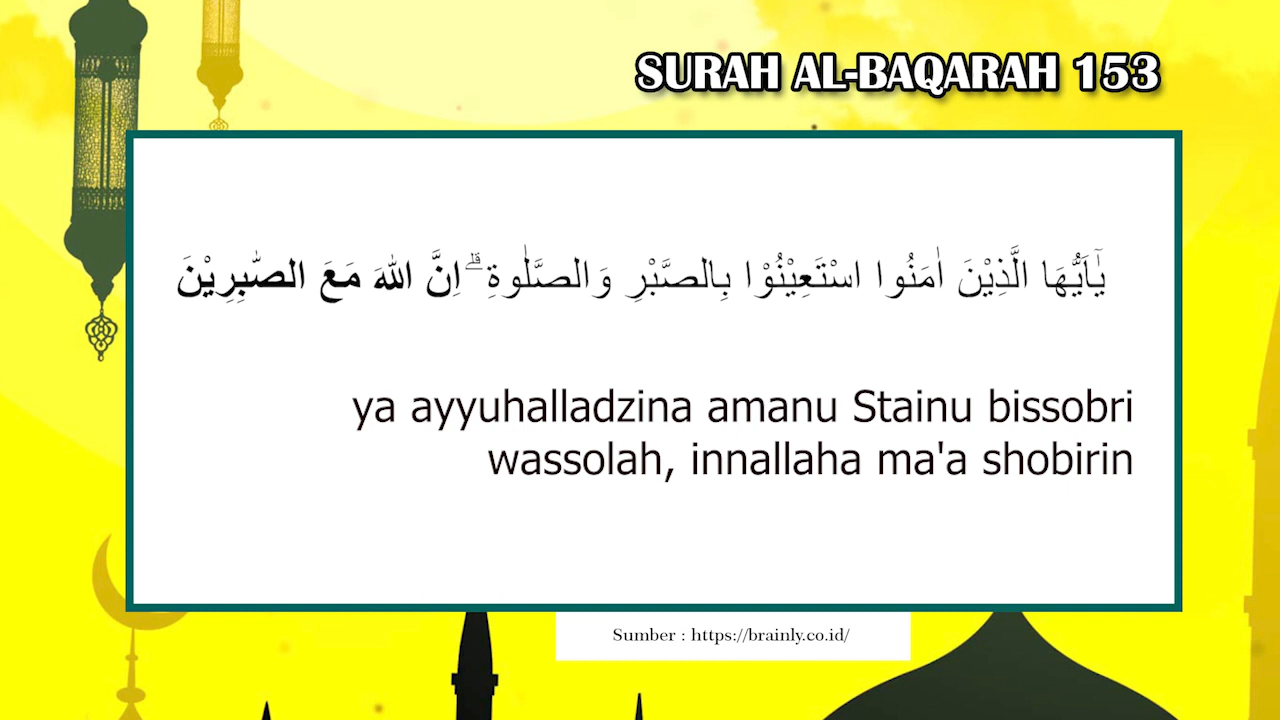 SURAH AL-BAQARAH 153
يٰٓاَيُّهَا الَّذِيْنَ اٰمَنُوا اسْتَعِيْنُوْا بِالصَّبْرِ وَالصَّلٰوةِ ۗ اِنَّ اللهَ مَعَ الصّٰبِرِيْنَ
ya ayyuhalladzina amanu Stainu bissobri
wassolah, innallaha ma'a shobirin
Sumber : https://brainly.co.id/